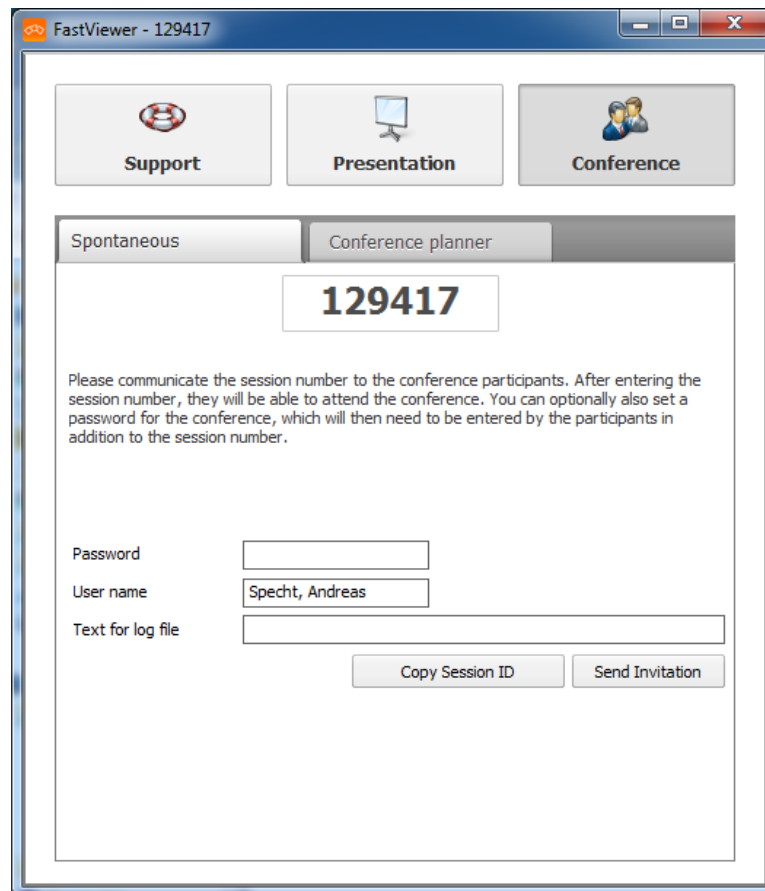 FastViewer - 129417
Support
Presentation
Conference
Spontaneous
Conference planner
129417
Please communicate the session number to the conference participants. After entering the
session number, they will be able to attend the conference. You can optionally also set a
password for the conference, which will then need to be entered by the participants in
addition to the session number.
Password
User name
Specht, Andreas
Text for log file
Copy Session ID
Send Invitation